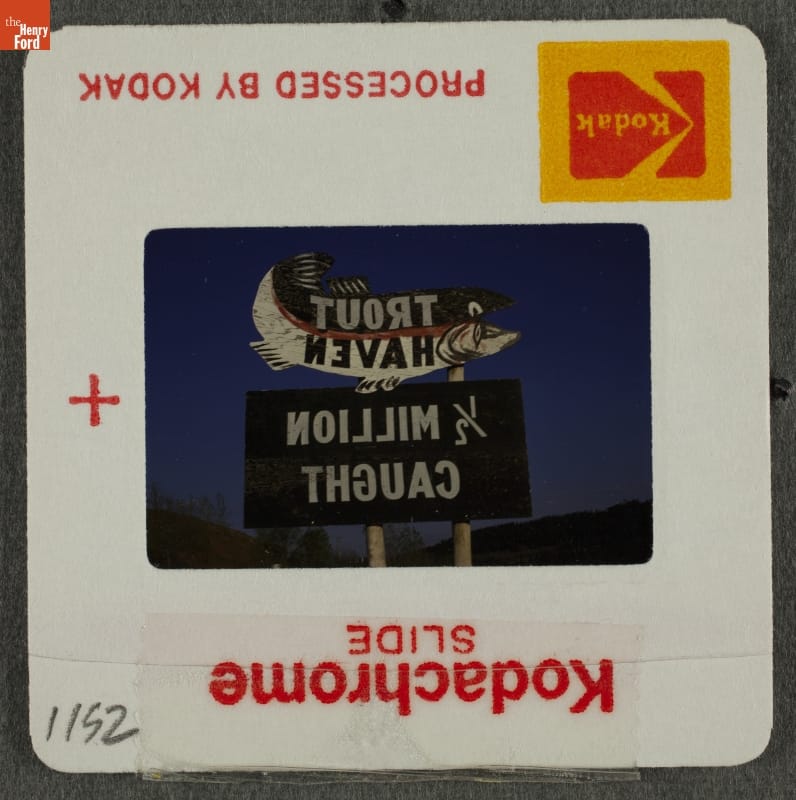 the
Henry
Ford
PROCESSED BY KODAK
Kodak
TROUT
HAVEN
1/2 MILLION
CAUGHT
SLIDE
Kodachrome
1152